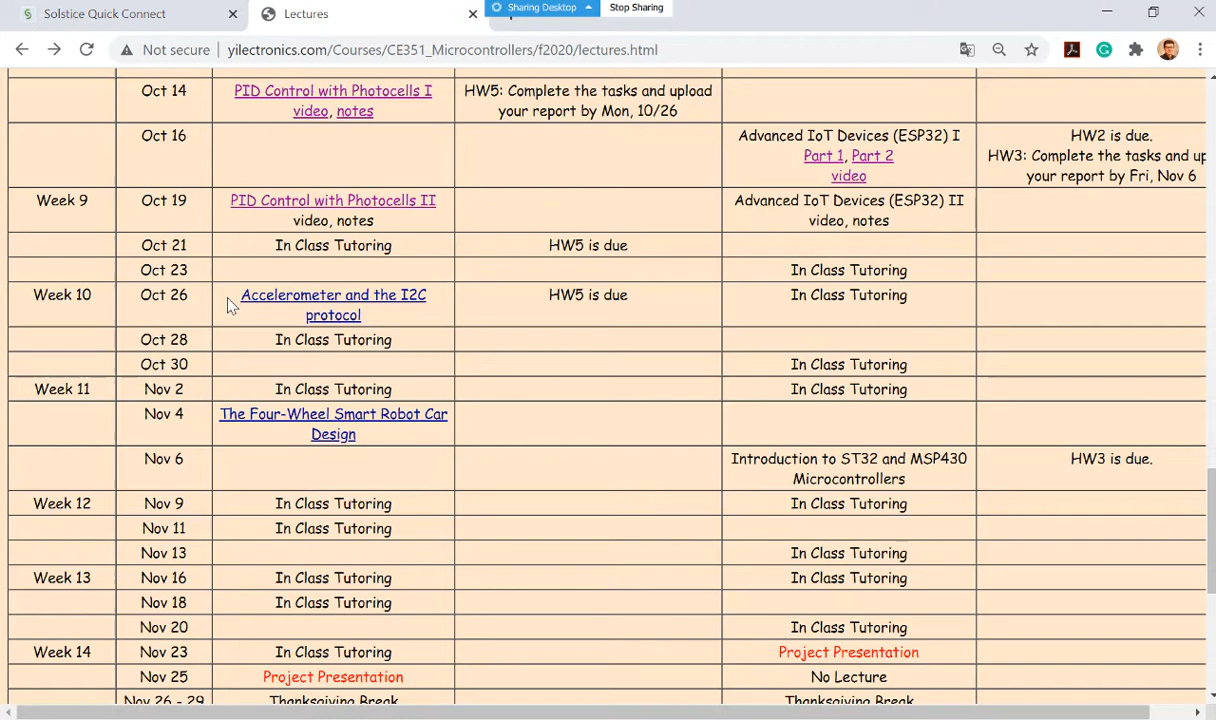 Solstice Quick Connect
Lectures
Sharing Desktop
Stop Sharing
Not secure
yilectronics.com/Courses/CE351_Microcontrollers/f2020/lectures.html
Oct 14
PID Control with Photocells I
video, notes
HW5: Complete the tasks and upload
your report by Mon, 10/26
Oct 16
Advanced IoT Devices (ESP32) I
Part 1, Part 2
video
HW2 is due.
HW3: Complete the tasks and up
your report by Fri, Nov 6
Week 9
Oct 19
PID Control with Photocells II
video, notes
Advanced IoT Devices (ESP32) II
video, notes
Oct 21
In Class Tutoring
HW5 is due
Oct 23
In Class Tutoring
Week 10
Oct 26
Accelerometer and the I2C
protocol
HW5 is due
In Class Tutoring
Oct 28
In Class Tutoring
Oct 30
In Class Tutoring
Week 11
Nov 2
In Class Tutoring
In Class Tutoring
Nov 4
The Four-Wheel Smart Robot Car
Design
Nov 6
Introduction to ST32 and MSP430
Microcontrollers
HW3 is due.
Week 12
Nov 9
In Class Tutoring
In Class Tutoring
Nov 11
In Class Tutoring
Nov 13
In Class Tutoring
Week 13
Nov 16
In Class Tutoring
In Class Tutoring
Nov 18
In Class Tutoring
Nov 20
In Class Tutoring
Week 14
Nov 23
In Class Tutoring
Project Presentation
Nov 25
Project Presentation
No Lecture
Nov 26 - 29
Thanksgiving Break
Thanksgiving Break